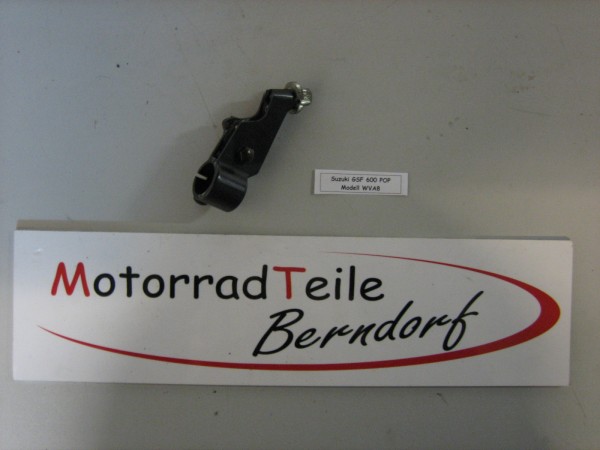 Suzuki GSF 600 POP
Modell WVA8
MotorradTeile
Berndorf